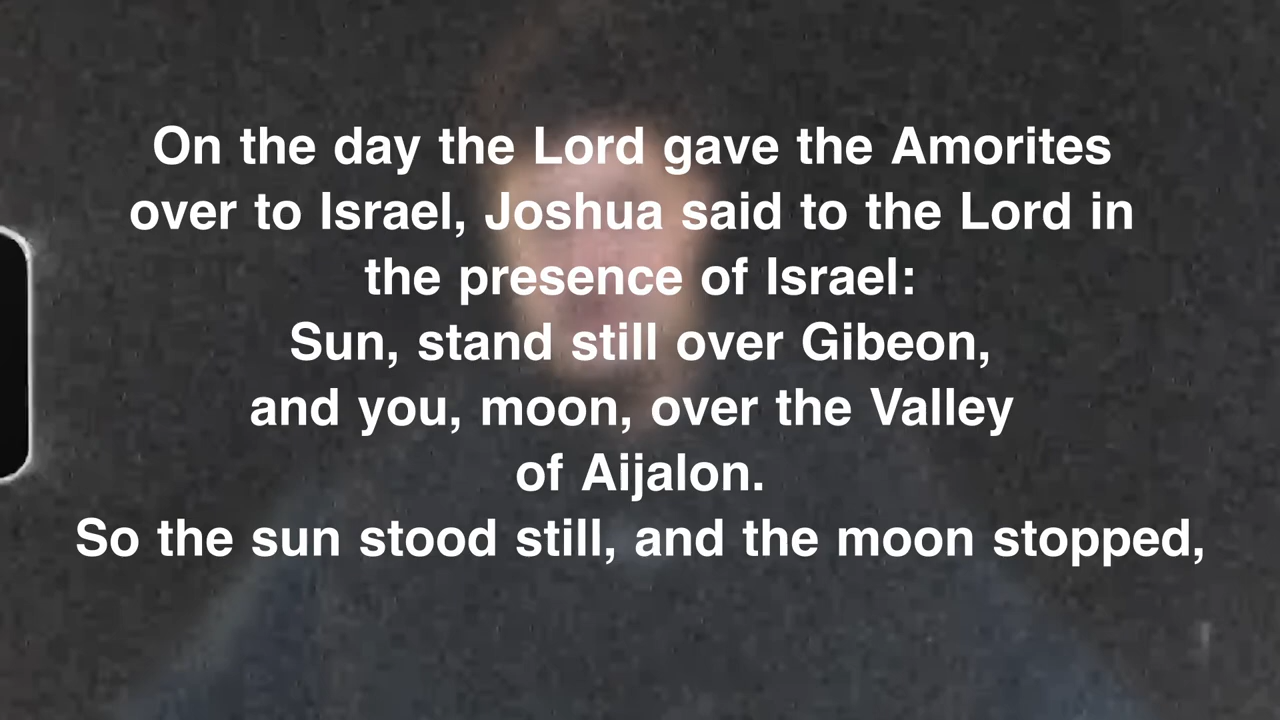 On the day the Lord gave the Amorites
over to Israel, Joshua said to the Lord in
the presence of Israel:
Sun, stand still over Gibeon,
and you, moon, over the Valley
of Aijalon.
So the sun stood still, and the moon stopped,